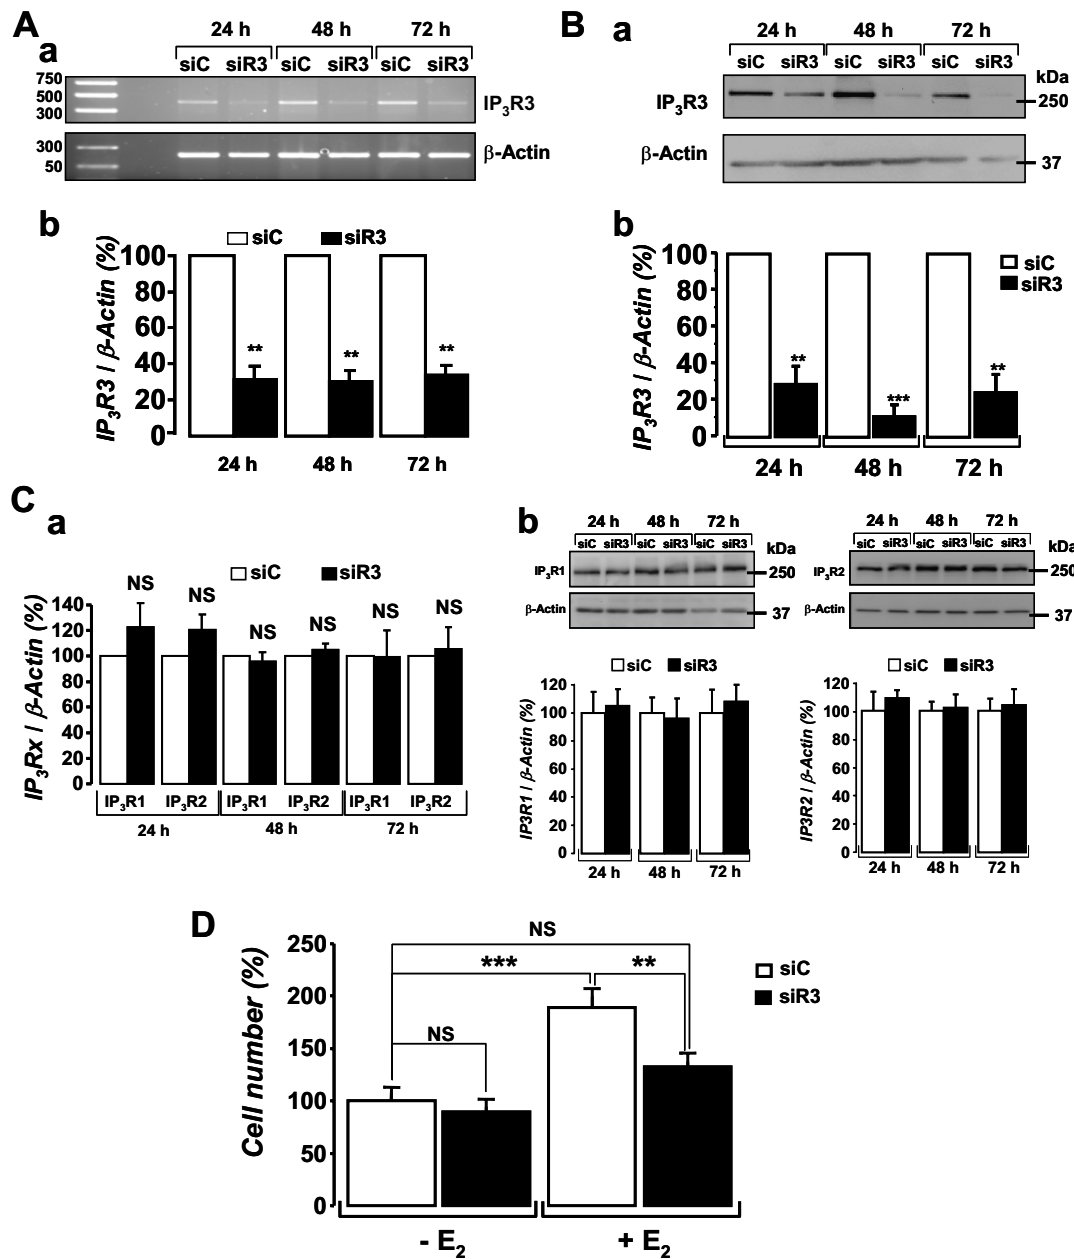 A
a
24 h 48 h 72 h
siC siR3 siC siR3 siC siR3
750
500
300
IP3R3
300
50
β-Actin
b
siC siR3
IP3R3 / β-Actin (%)
100
80
60
40
20
0
** ** **
24 h 48 h 72 h
B
a
24 h 48 h 72 h
siC siR3 siC siR3 siC siR3
kDa
IP3R3
250
β-Actin
37
b
siC
siR3
IP3R3 / β-Actin (%)
100
80
60
40
20
0
** *** **
24 h 48 h 72 h
C
a
siC siR3
IP3Rx / β-Actin (%)
140
120
100
80
60
40
20
0
NS NS NS NS NS NS
IP3R1 IP3R2 IP3R1 IP3R2 IP3R1 IP3R2
24 h 48 h 72 h
b
24 h 48 h 72 h
siC siR3 siC siR3 siC siR3
kDa
IP3R1
250
β-Actin
37
siC siR3
IP3R1 / β-Actin (%)
120
100
80
60
40
20
0
24 h 48 h 72 h
24 h 48 h 72 h
siC siR3 siC siR3 siC siR3
kDa
IP3R2
250
β-Actin
37
siC siR3
IP3R2 / β-Actin (%)
120
100
80
60
40
20
0
24 h 48 h 72 h
D
Cell number (%)
250
200
150
100
50
0
NS
*** **
NS
siC
siR3
- E2 + E2